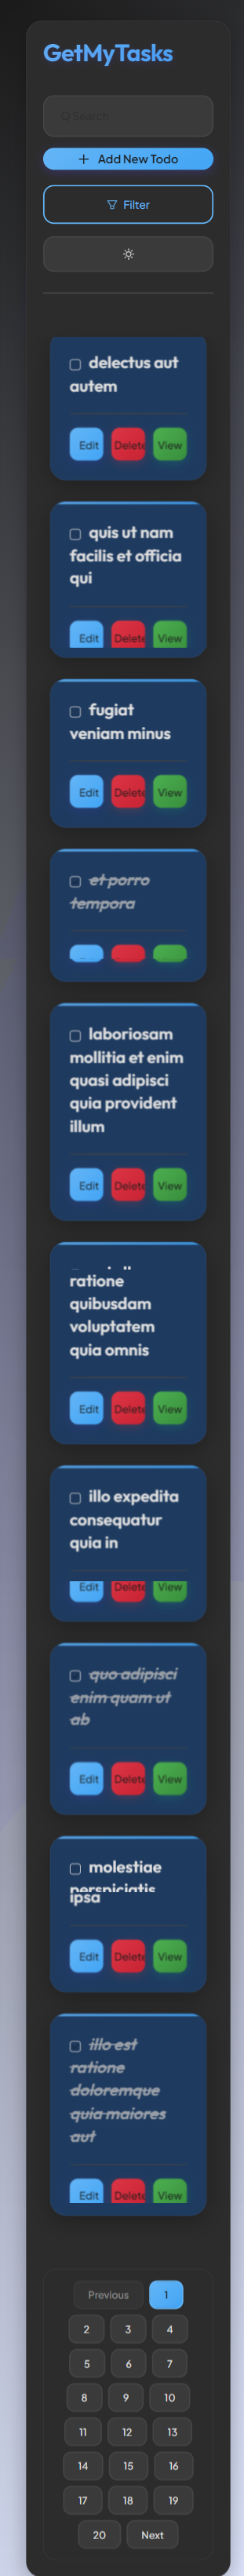 GetMyTasks
Search
+ Add New Todo
Filter
delectus aut
autem
Edit Delete View
quis ut nam
facilis et officia
qui
Edit Delete View
fugiat
veniam minus
Edit Delete View
et porro
tempora
laboriosam
mollitia et enim
quasi adipisci
quia provident
illum
Edit Delete View
ratione
quibusdam
voluptatem
quia omnis
Edit Delete View
illo expedita
consequatur
quia in
Edit Delete View
quo adipisci
enim quam ut
ab
Edit Delete View
molestiae
perspiciatis
ipsa
Edit Delete View
illo est
ratione
doloremque
quia maiores
aut
Edit Delete View
Previous 1
2 3 4
5 6 7
8 9 10
11 12 13
14 15 16
17 18 19
20 Next